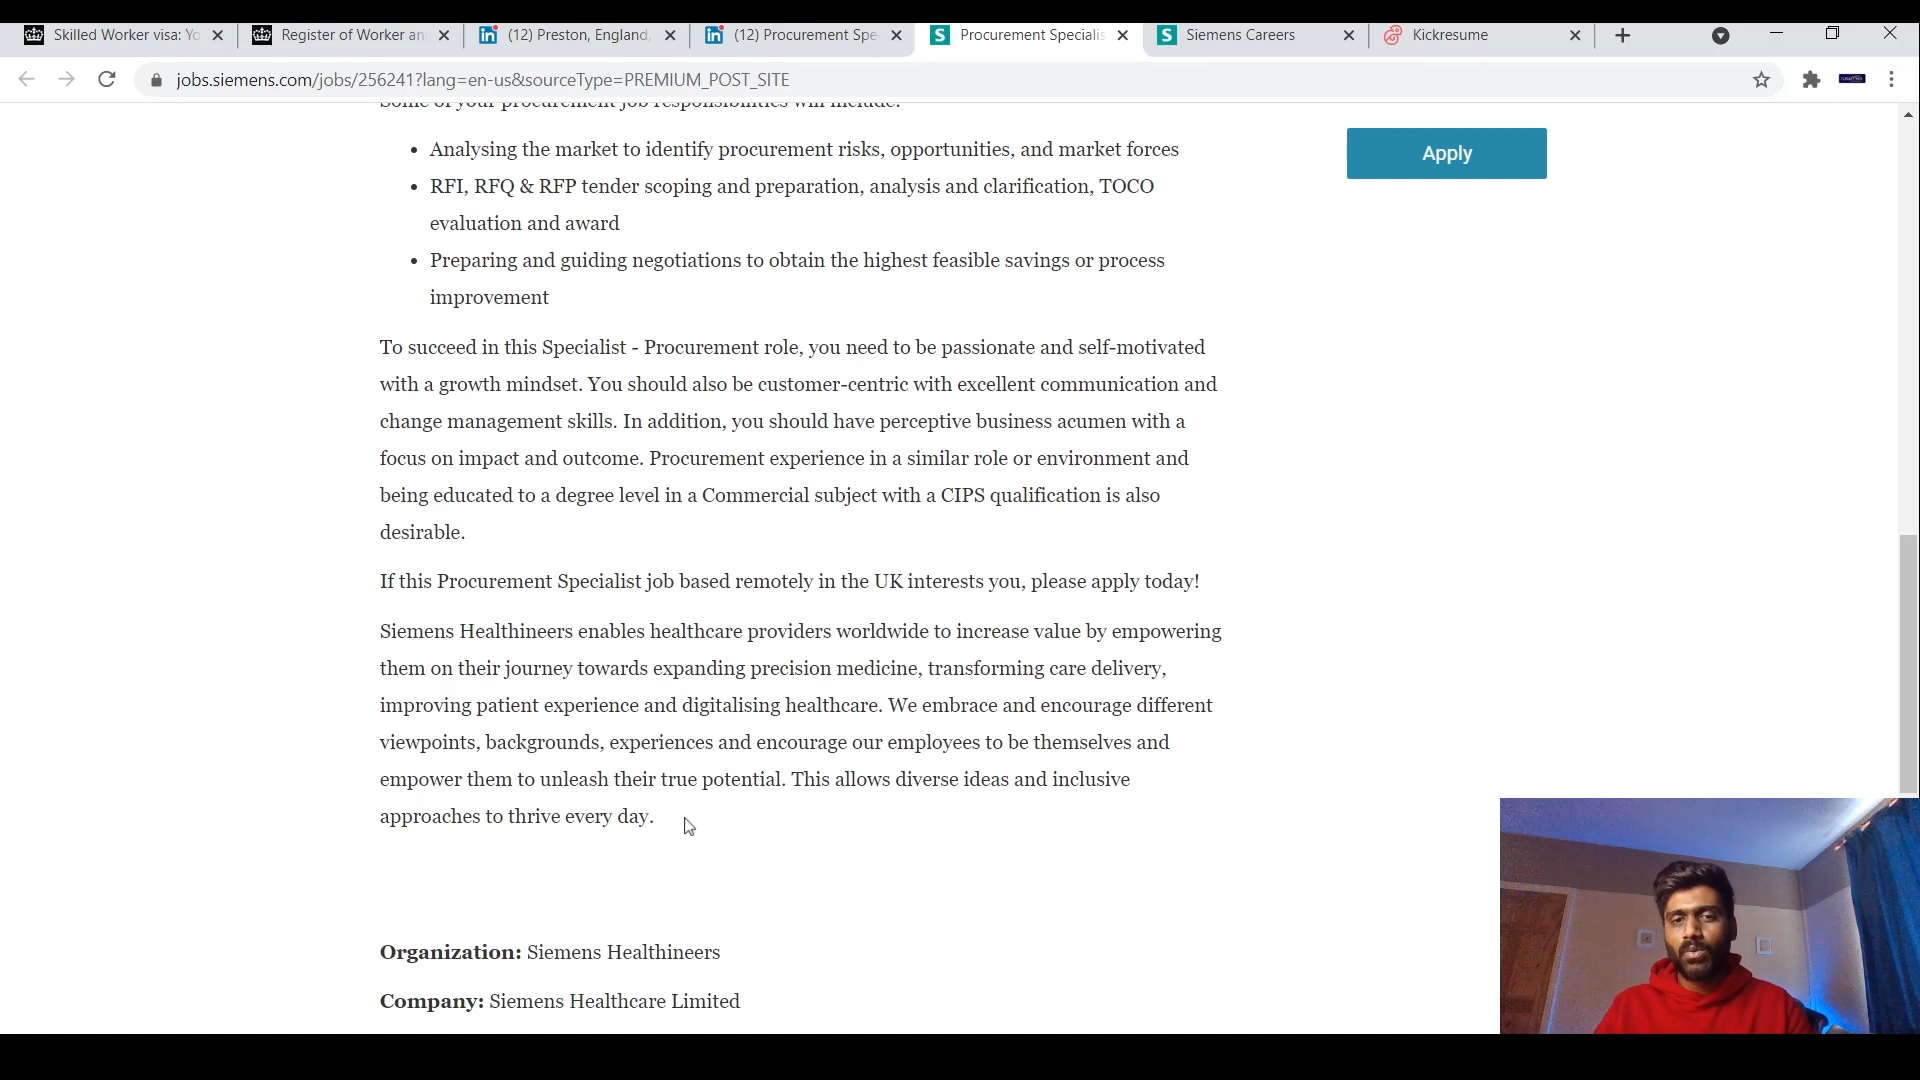 Skilled Worker visa: Yo
Register of Worker an
(12) Preston, England,
(12) Procurement Spe
Procurement Specialis
Siemens Careers
Kickresume
jobs.siemens.com/jobs/256241?lang=en-us&sourceType=PREMIUM_POST_SITE
Some of your procurement job responsibilities will include:
• Analysing the market to identify procurement risks, opportunities, and market forces
• RFI, RFQ & RFP tender scoping and preparation, analysis and clarification, TOCO
evaluation and award
• Preparing and guiding negotiations to obtain the highest feasible savings or process
improvement
Apply
To succeed in this Specialist - Procurement role, you need to be passionate and self-motivated
with a growth mindset. You should also be customer-centric with excellent communication and
change management skills. In addition, you should have perceptive business acumen with a
focus on impact and outcome. Procurement experience in a similar role or environment and
being educated to a degree level in a Commercial subject with a CIPS qualification is also
desirable.
If this Procurement Specialist job based remotely in the UK interests you, please apply today!
Siemens Healthineers enables healthcare providers worldwide to increase value by empowering
them on their journey towards expanding precision medicine, transforming care delivery,
improving patient experience and digitalising healthcare. We embrace and encourage different
viewpoints, backgrounds, experiences and encourage our employees to be themselves and
empower them to unleash their true potential. This allows diverse ideas and inclusive
approaches to thrive every day.
Organization: Siemens Healthineers
Company: Siemens Healthcare Limited